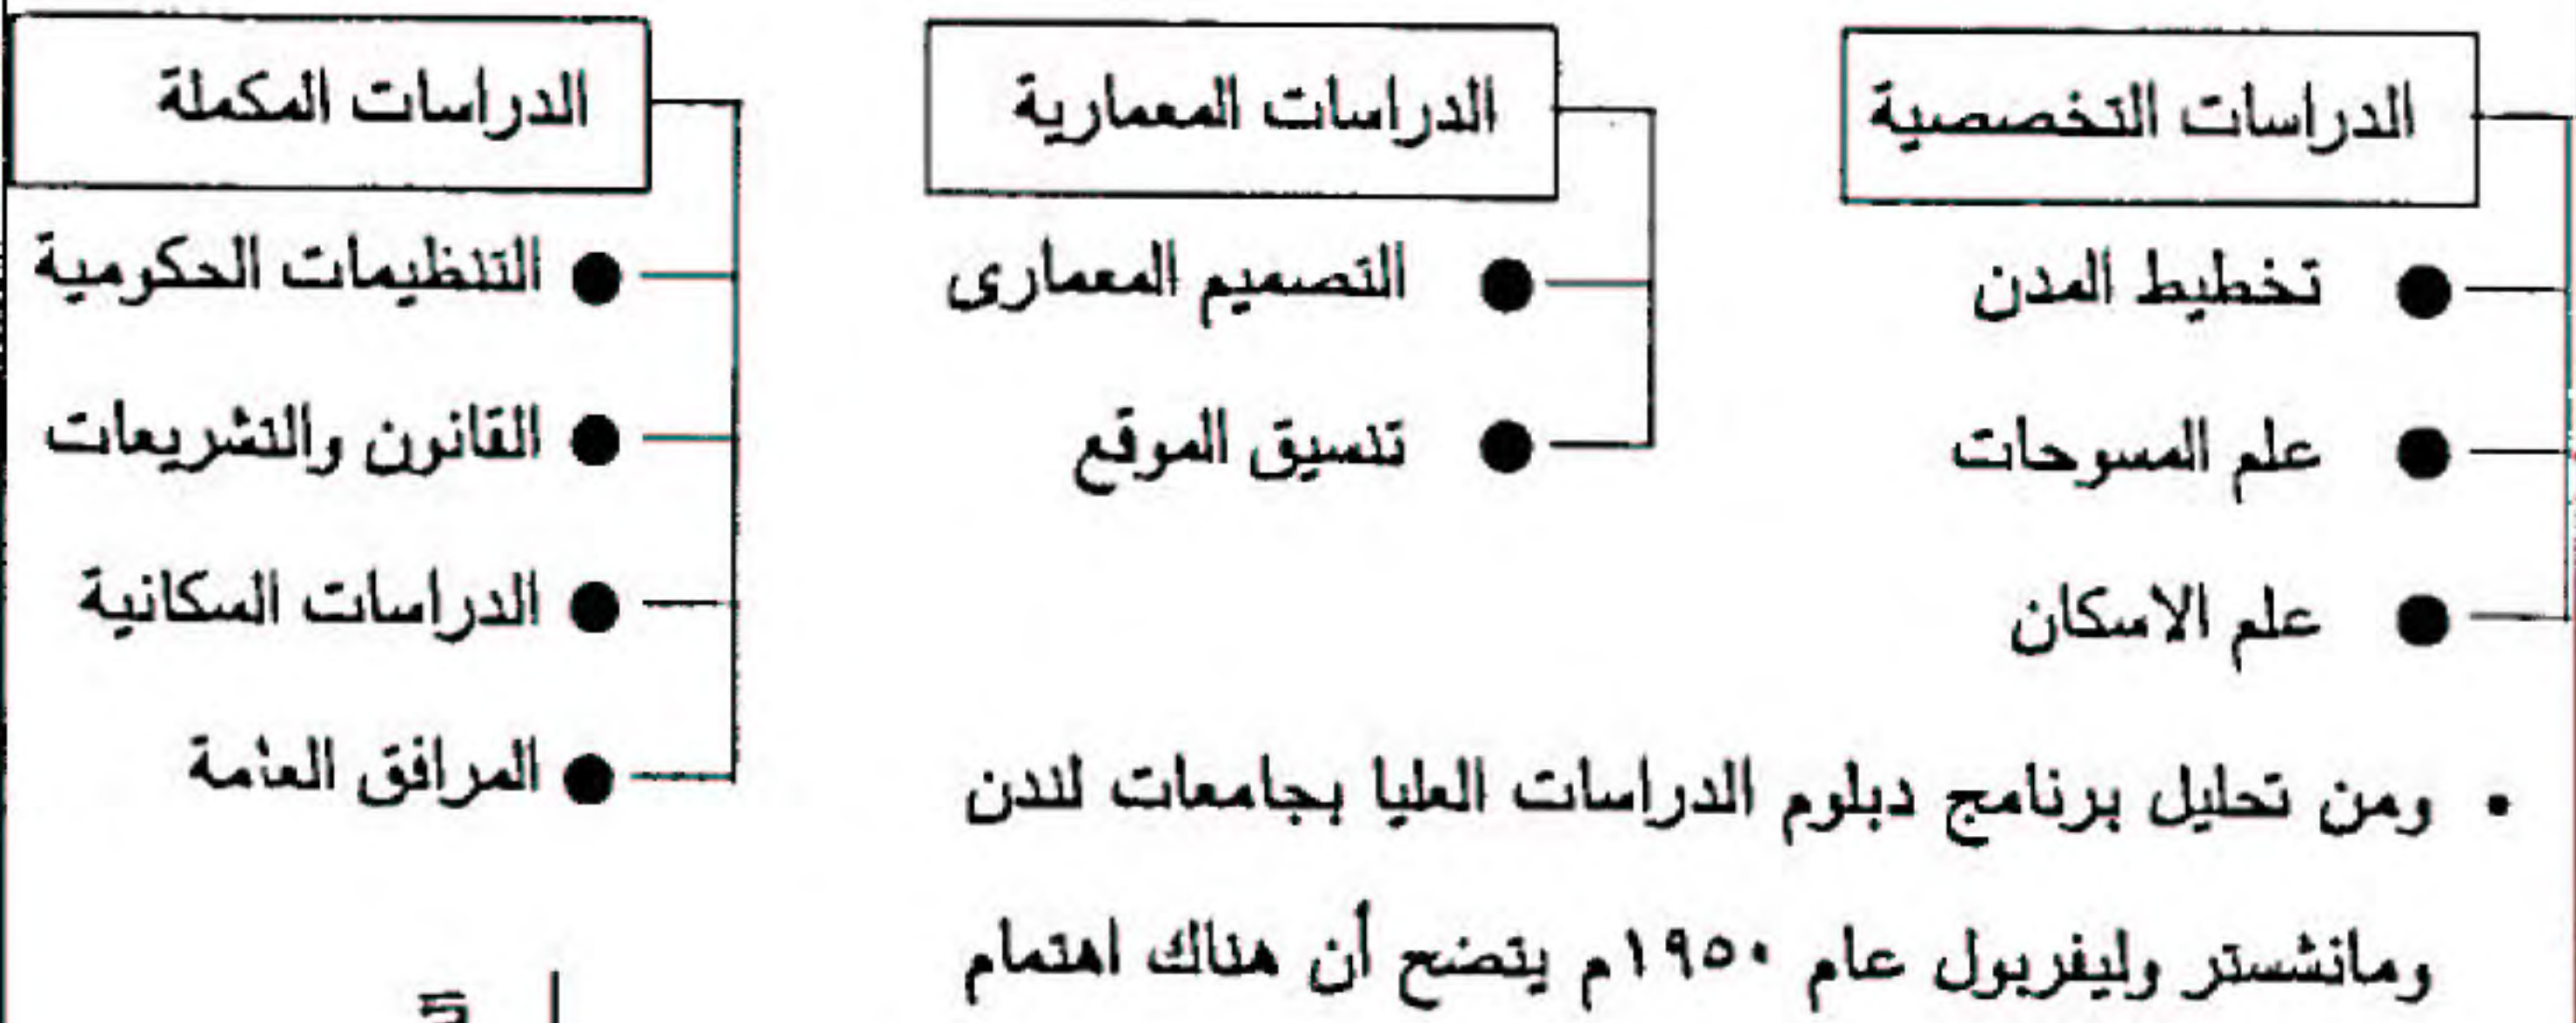 الدراسات التخصصية
تخطيط المدن
علم المسوحات
علم الاسكان
الدراسات المعمارية
التصميم المعمارى
تنسيق الموقع
الدراسات المكملة
التنظيمات الحكومية
القانون والتشريعات
الدراسات السكانية
المرافق العامة
• ومن تحليل برنامج دبلوم الدراسات العليا بجامعات لندن
ومانشستر وليفربول عام ١٩٥٠م يتضح أن هناك اهتمام